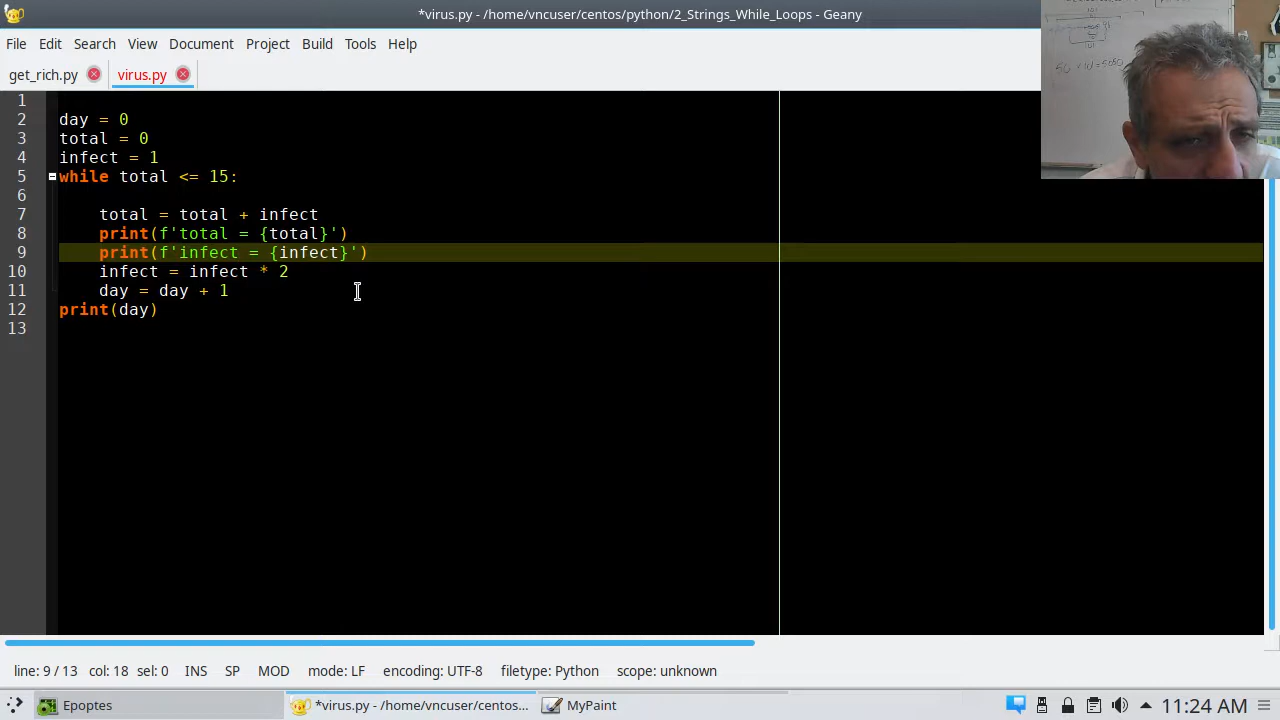 *virus.py - /home/vncuser/centos/python/2_Strings_While_Loops - Geany
File Edit Search View Document Project Build Tools Help
get_rich.py virus.py
1
2 day = 0
3 total = 0
4 infect = 1
5 while total <= 15:
6
7 total = total + infect
8 print(f'total = {total}')
9 print(f'infect = {infect}')
10 infect = infect * 2
11 day = day + 1
12 print(day)
13
line: 9 / 13 col: 18 sel: 0 INS SP MOD mode: LF encoding: UTF-8 filetype: Python scope: unknown
Epoptes *virus.py - /home/vncuser/centos... MyPaint 11:24 AM